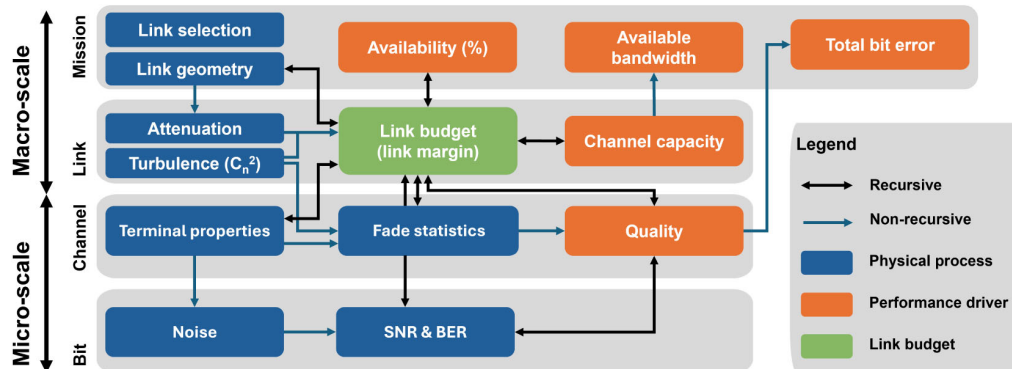 Macro-scale
Micro-scale
Mission
Link selection
Link geometry
Availability (%)
Available
bandwidth
Total bit error
Link
Attenuation
Turbulence (Cn²)
Link budget
(link margin)
Channel capacity
Channel
Terminal properties
Fade statistics
Quality
Bit
Noise
SNR & BER
Legend
Recursive
Non-recursive
Physical process
Performance driver
Link budget